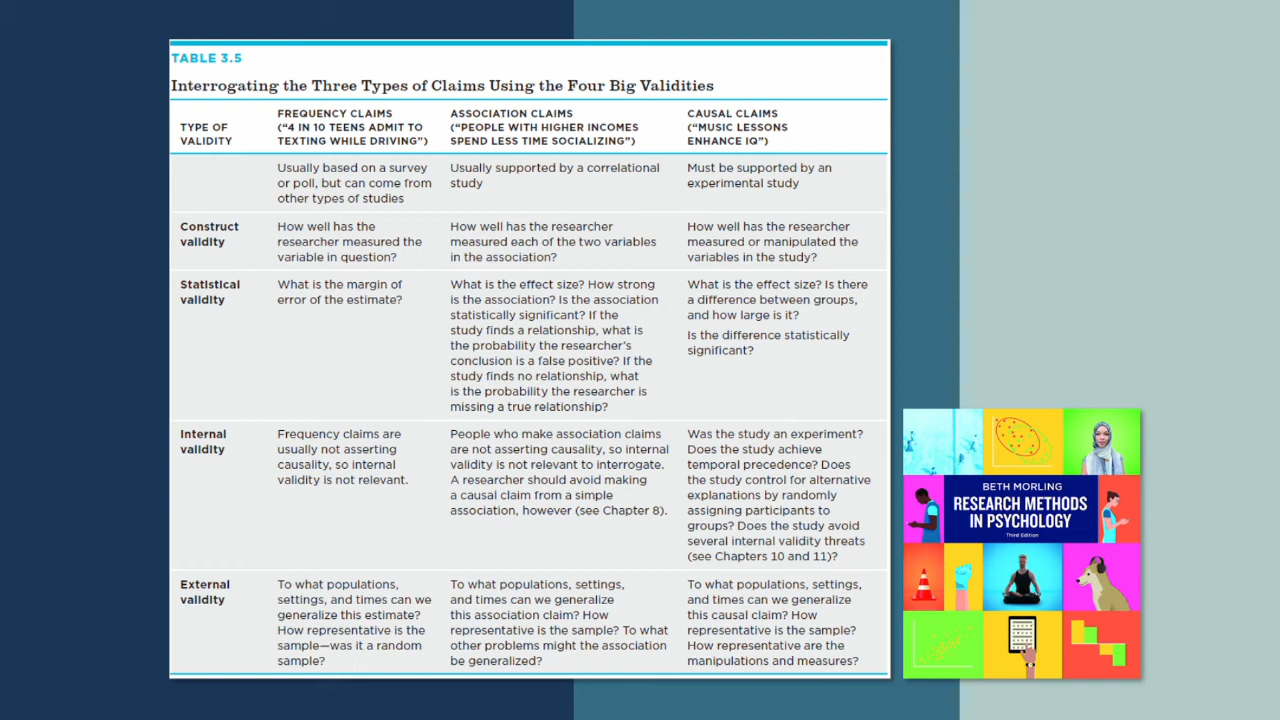 TABLE 3.5
Interrogating the Three Types of Claims Using the Four Big Validities
TYPE OF
VALIDITY
FREQUENCY CLAIMS
(“4 IN 10 TEENS ADMIT TO
TEXTING WHILE DRIVING”)
ASSOCIATION CLAIMS
(“PEOPLE WITH HIGHER INCOMES
SPEND LESS TIME SOCIALIZING”)
CAUSAL CLAIMS
(“MUSIC LESSONS
ENHANCE IQ”)
Usually based on a survey
or poll, but can come from
other types of studies
Usually supported by a correlational
study
Must be supported by an
experimental study
Construct
validity
How well has the
researcher measured the
variable in question?
How well has the researcher
measured each of the two variables
in the association?
How well has the researcher
measured or manipulated the
variables in the study?
Statistical
validity
What is the margin of
error of the estimate?
What is the effect size? How strong
is the association? Is the association
statistically significant? If the
study finds a relationship, what is
the probability the researcher’s
conclusion is a false positive? If the
study finds no relationship, what
is the probability the researcher is
missing a true relationship?
What is the effect size? Is there
a difference between groups,
and how large is it?
Is the difference statistically
significant?
Internal
validity
Frequency claims are
usually not asserting
causality, so internal
validity is not relevant.
People who make association claims
are not asserting causality, so internal
validity is not relevant to interrogate.
A researcher should avoid making
a causal claim from a simple
association, however (see Chapter 8).
Was the study an experiment?
Does the study achieve
temporal precedence? Does
the study control for alternative
explanations by randomly
assigning participants to
groups? Does the study avoid
several internal validity threats
(see Chapters 10 and 11)?
External
validity
To what populations,
settings, and times can we
generalize this estimate?
How representative is the
sample—was it a random
sample?
To what populations, settings,
and times can we generalize
this association claim? How
representative is the sample? To what
other problems might the association
be generalized?
To what populations, settings,
and times can we generalize
this causal claim? How
representative is the sample?
How representative are the
manipulations and measures?
BETH MORLING
RESEARCH METHODS
IN PSYCHOLOGY
Third Edition